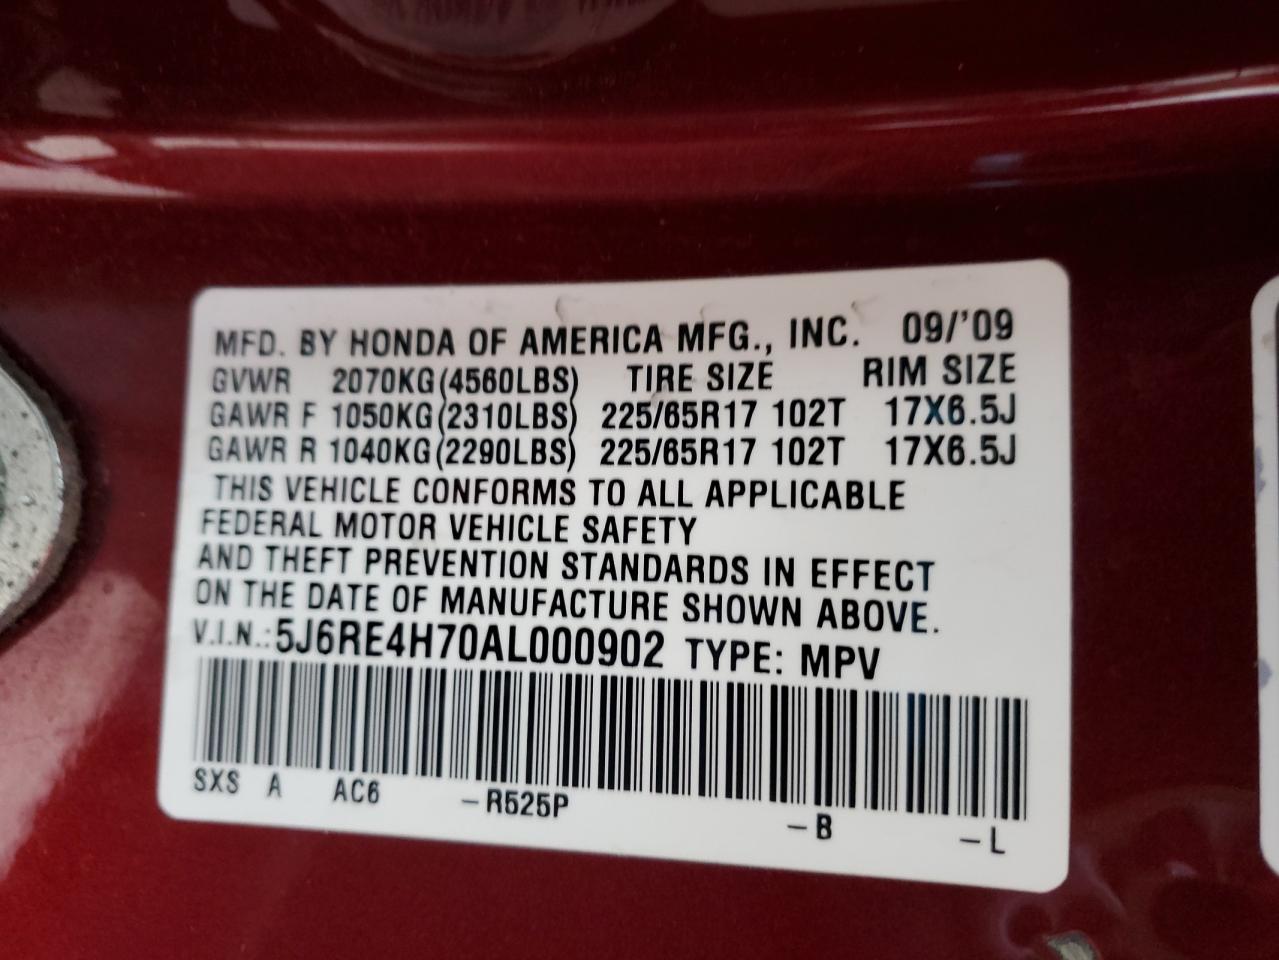 MFD. BY HONDA OF AMERICA MFG., INC. 09/'09
GVWR 2070KG(4560LBS) TIRE SIZE RIM SIZE
GAWR F 1050KG(2310LBS) 225/65R17 102T 17X6.5J
GAWR R 1040KG(2290LBS) 225/65R17 102T 17X6.5J
THIS VEHICLE CONFORMS TO ALL APPLICABLE
FEDERAL MOTOR VEHICLE SAFETY
AND THEFT PREVENTION STANDARDS IN EFFECT
ON THE DATE OF MANUFACTURE SHOWN ABOVE.
V.I.N.: 5J6RE4H70AL000902 TYPE: MPV
SXS A AC6 -R525P -B -L